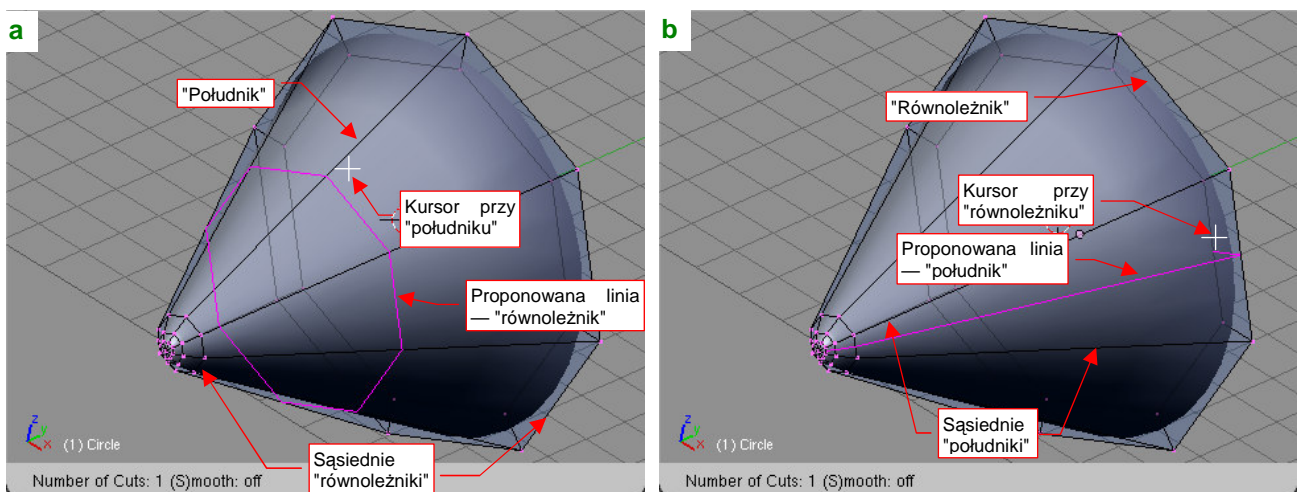 a
"Południk"
Kursor przy
"południku"
Proponowana linia
— "równoleżnik"
Sąsiednie
"równoleżniki"
z
y
x
(1) Circle
Number of Cuts: 1 (S)mooth: off
b
"Równoleżnik"
Kursor przy
"równoleżniku"
Proponowana linia
— "południk"
Sąsiednie
"południki"
z
y
x
(1) Circle
Number of Cuts: 1 (S)mooth: off